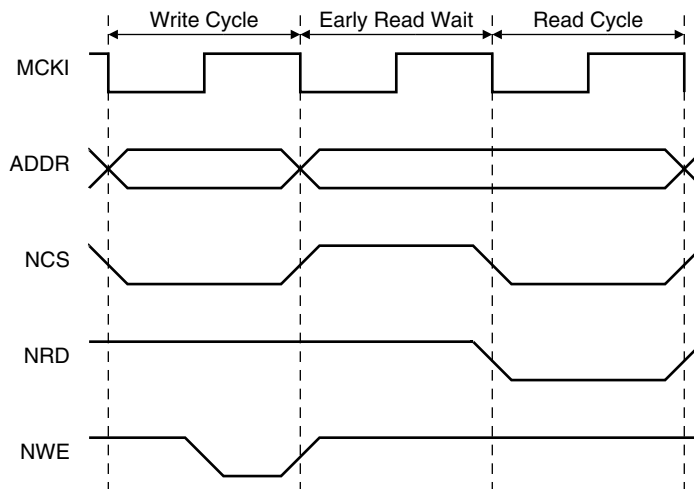 Write Cycle Early Read Wait Read Cycle
MCKI
ADDR
NCS
NRD
NWE